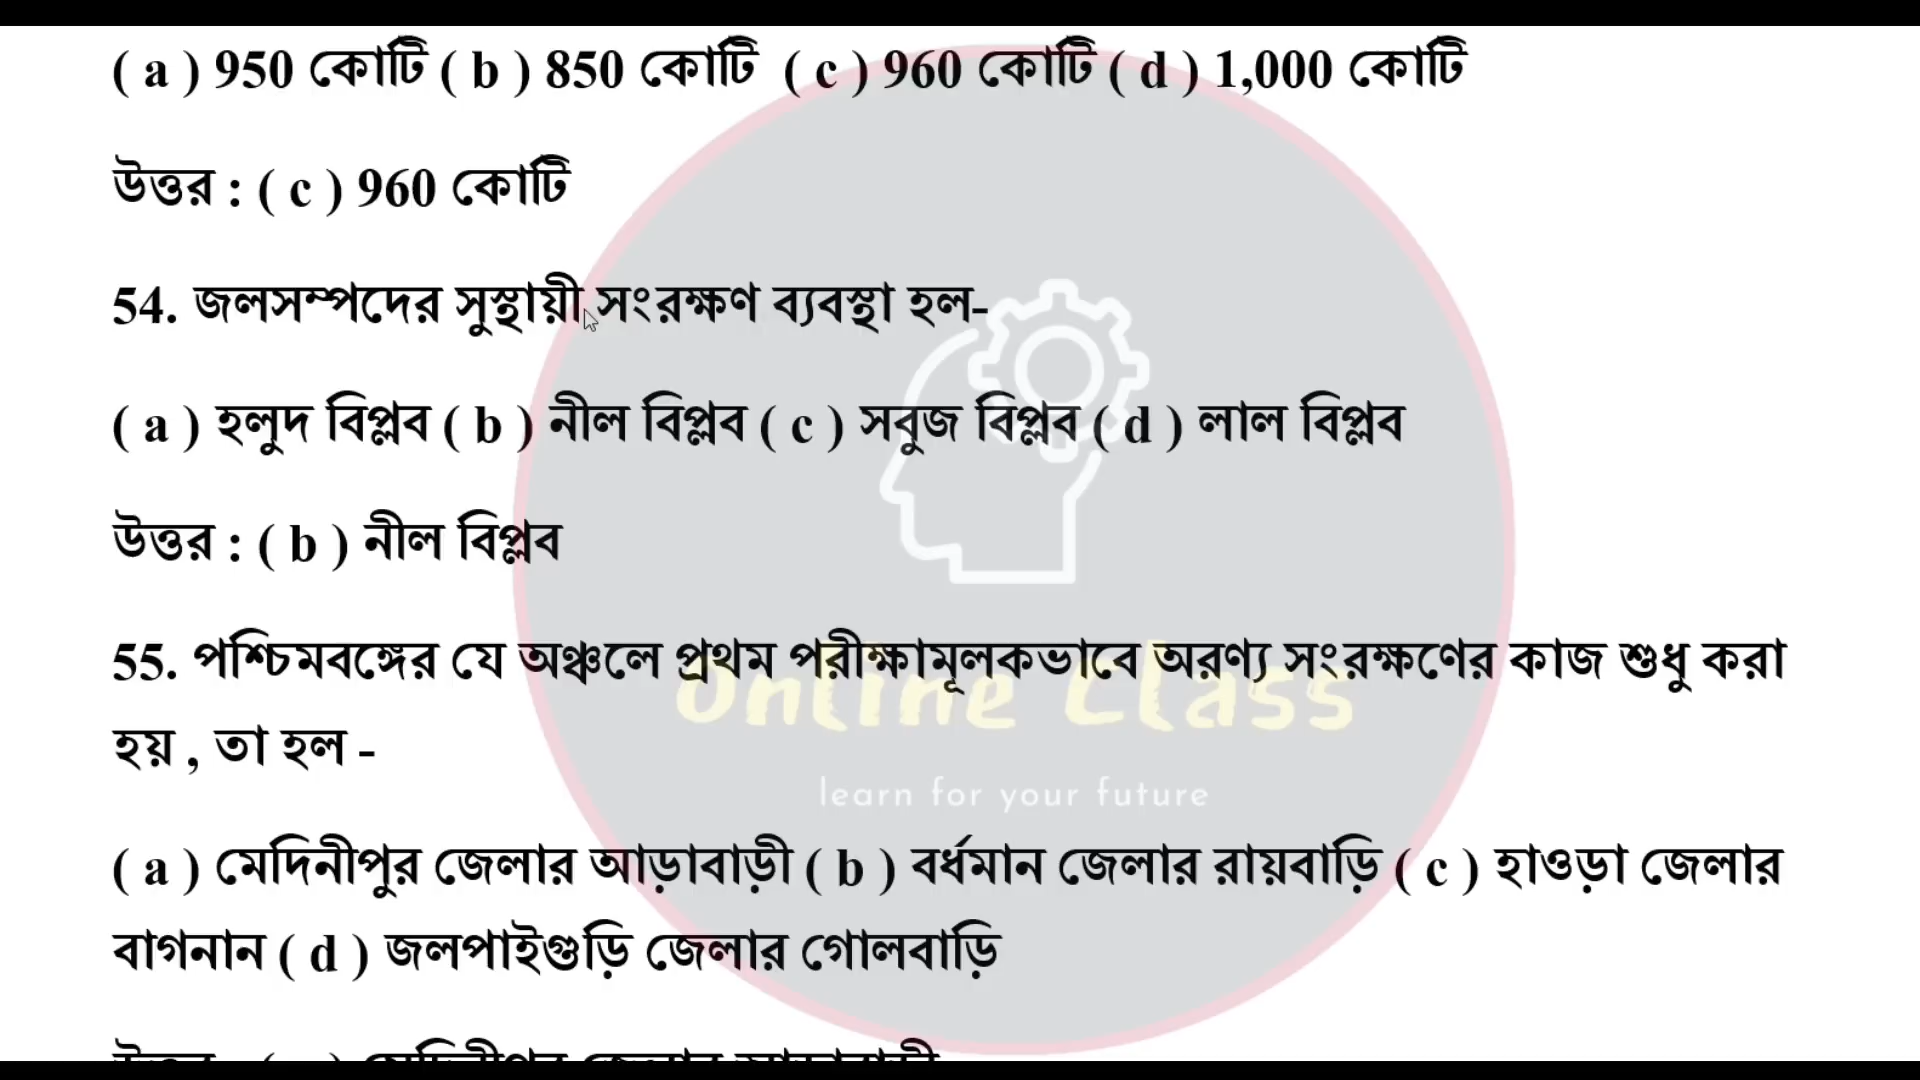 ( a ) 950 কোটি ( b ) 850 কোটি ( c ) 960 কোটি ( d ) 1,000 কোটি
উত্তর : ( c ) 960 কোটি
54. জলসম্পদের সুস্থায়ী সংরক্ষণ ব্যবস্থা হল-
( a ) হলুদ বিপ্লব ( b ) নীল বিপ্লব ( c ) সবুজ বিপ্লব ( d ) লাল বিপ্লব
উত্তর : ( b ) নীল বিপ্লব
55. পশ্চিমবঙ্গের যে অঞ্চলে প্রথম পরীক্ষামূলকভাবে অরণ্য সংরক্ষণের কাজ শুধু করা
হয় , তা হল -
Online Class
learn for your future
( a ) মেদিনীপুর জেলার আড়াবাড়ী ( b ) বর্ধমান জেলার রায়বাড়ি ( c ) হাওড়া জেলার
বাগনান ( d ) জলপাইগুড়ি জেলার গোলবাড়ি